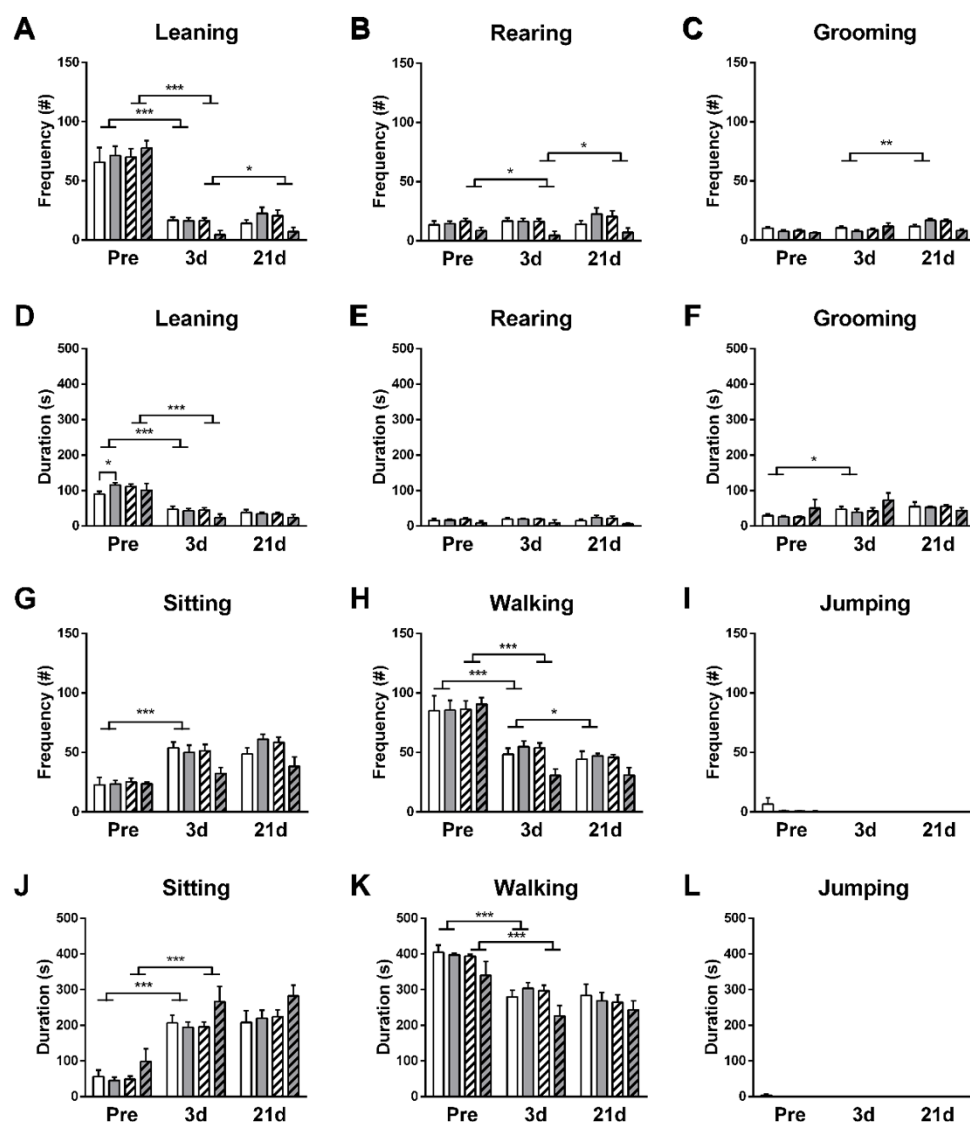 A Leaning
Frequency (#)
150
100
50
0
***
***
*
Pre 3d 21d
B Rearing
Frequency (#)
150
100
50
0
*
*
Pre 3d 21d
C Grooming
Frequency (#)
150
100
50
0
**
Pre 3d 21d
D Leaning
Duration (s)
500
400
300
200
100
0
***
***
*
Pre 3d 21d
E Rearing
Duration (s)
500
400
300
200
100
0
Pre 3d 21d
F Grooming
Duration (s)
500
400
300
200
100
0
*
Pre 3d 21d
G Sitting
Frequency (#)
150
100
50
0
***
Pre 3d 21d
H Walking
Frequency (#)
150
100
50
0
***
***
*
Pre 3d 21d
I Jumping
Frequency (#)
150
100
50
0
Pre 3d 21d
J Sitting
Duration (s)
500
400
300
200
100
0
***
***
Pre 3d 21d
K Walking
Duration (s)
500
400
300
200
100
0
***
***
Pre 3d 21d
L Jumping
Duration (s)
500
400
300
200
100
0
Pre 3d 21d